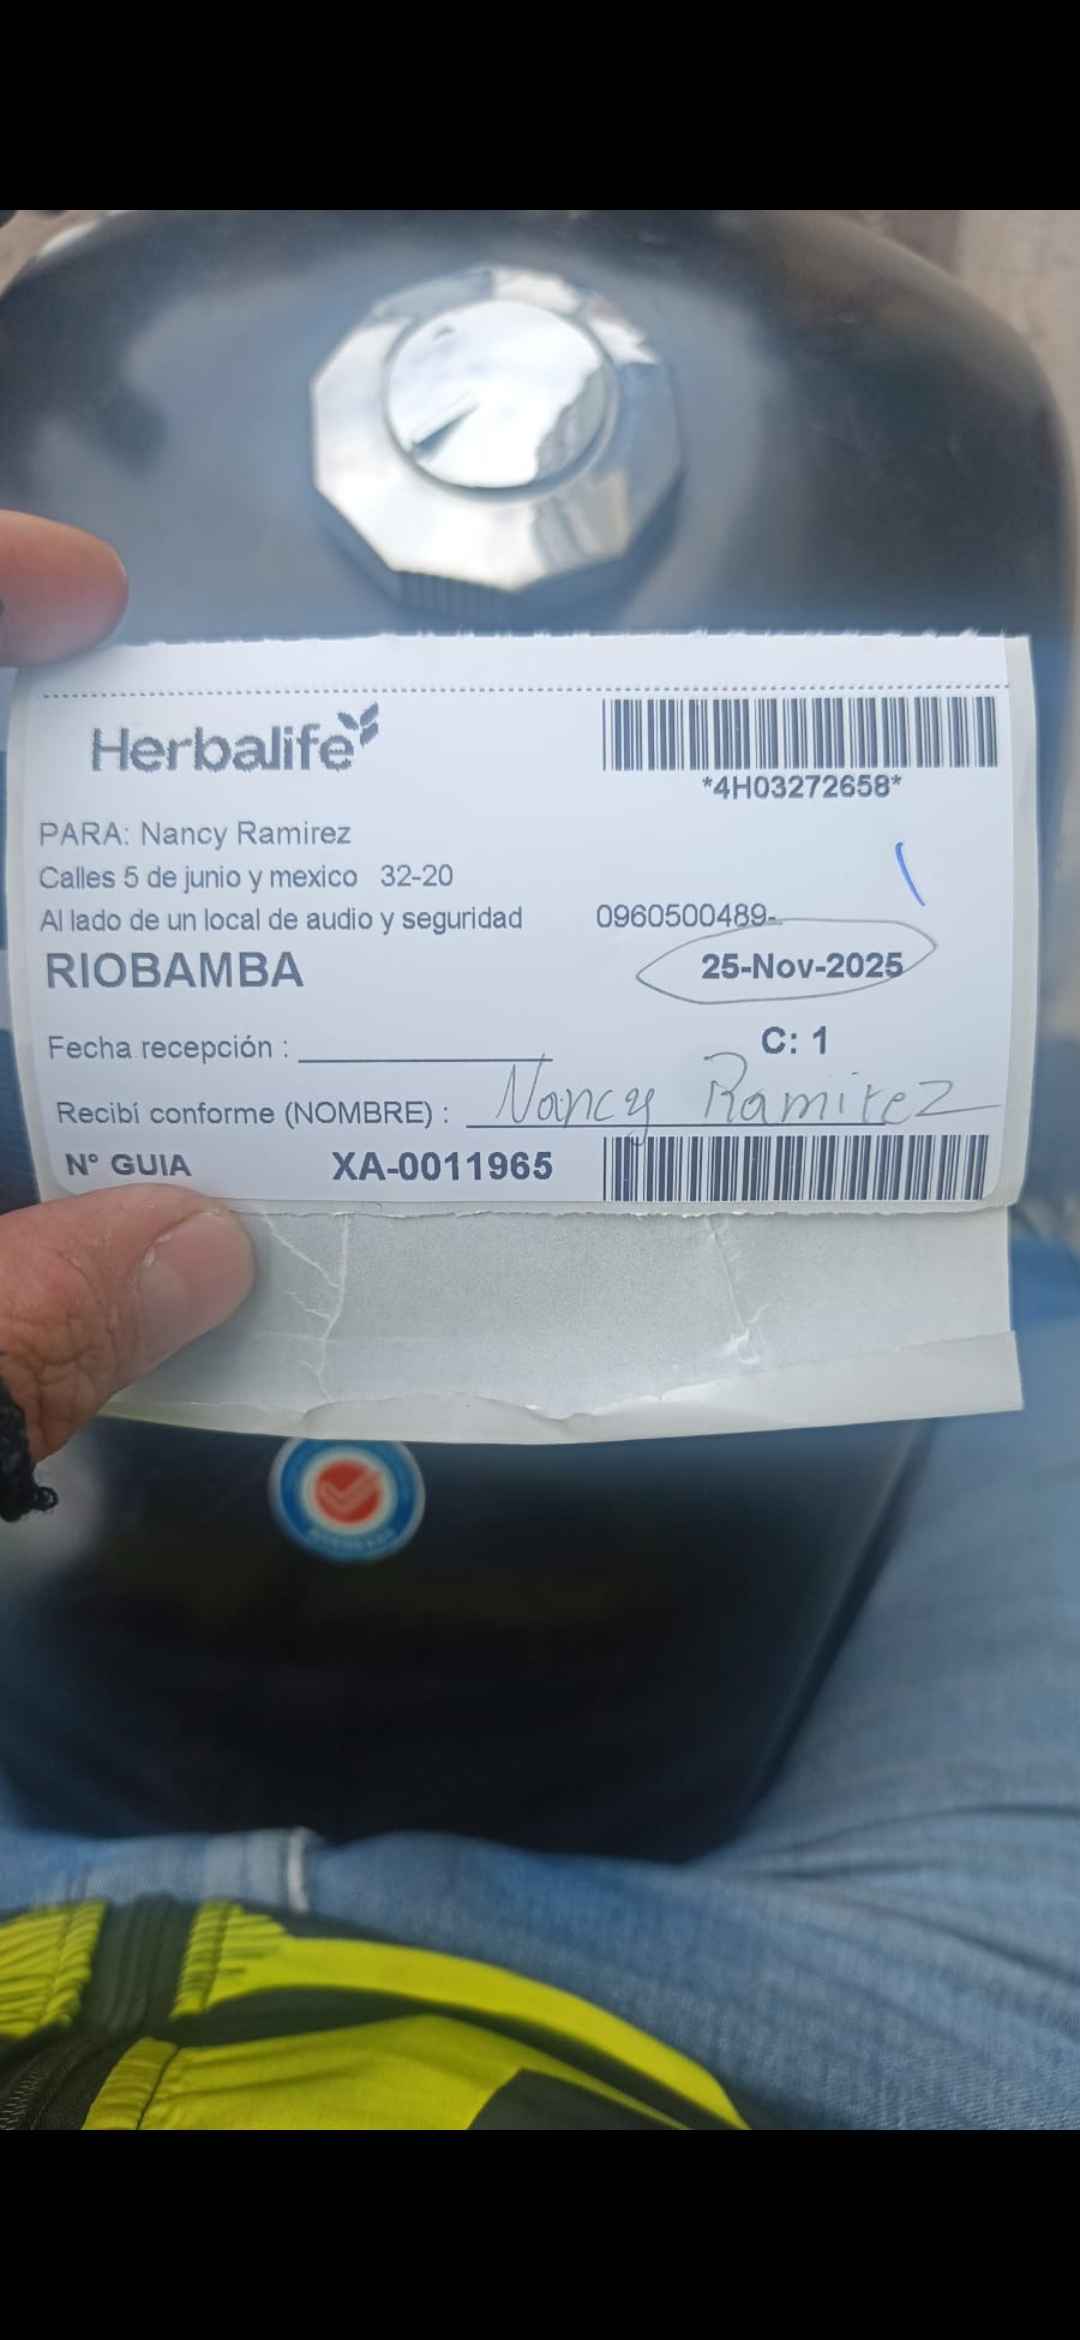 Herbalife
*4H03272658*
PARA: Nancy Ramirez
Calles 5 de junio y mexico 32-20
Al lado de un local de audio y seguridad 0960500489-
RIOBAMBA 25-Nov-2025
Fecha recepción : C: 1
Recibí conforme (NOMBRE) : Nancy Ramirez
N° GUIA XA-0011965